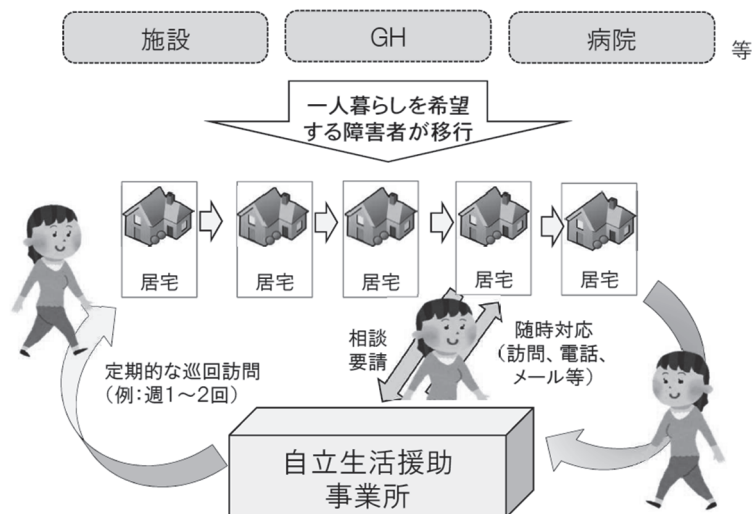 施設
GH
病院
等
一人暮らしを希望
する障害者が移行
居宅
居宅
居宅
居宅
居宅
定期的な巡回訪問
(例:週1～2回)
相談
要請
随時対応
(訪問、電話、
メール等)
自立生活援助
事業所